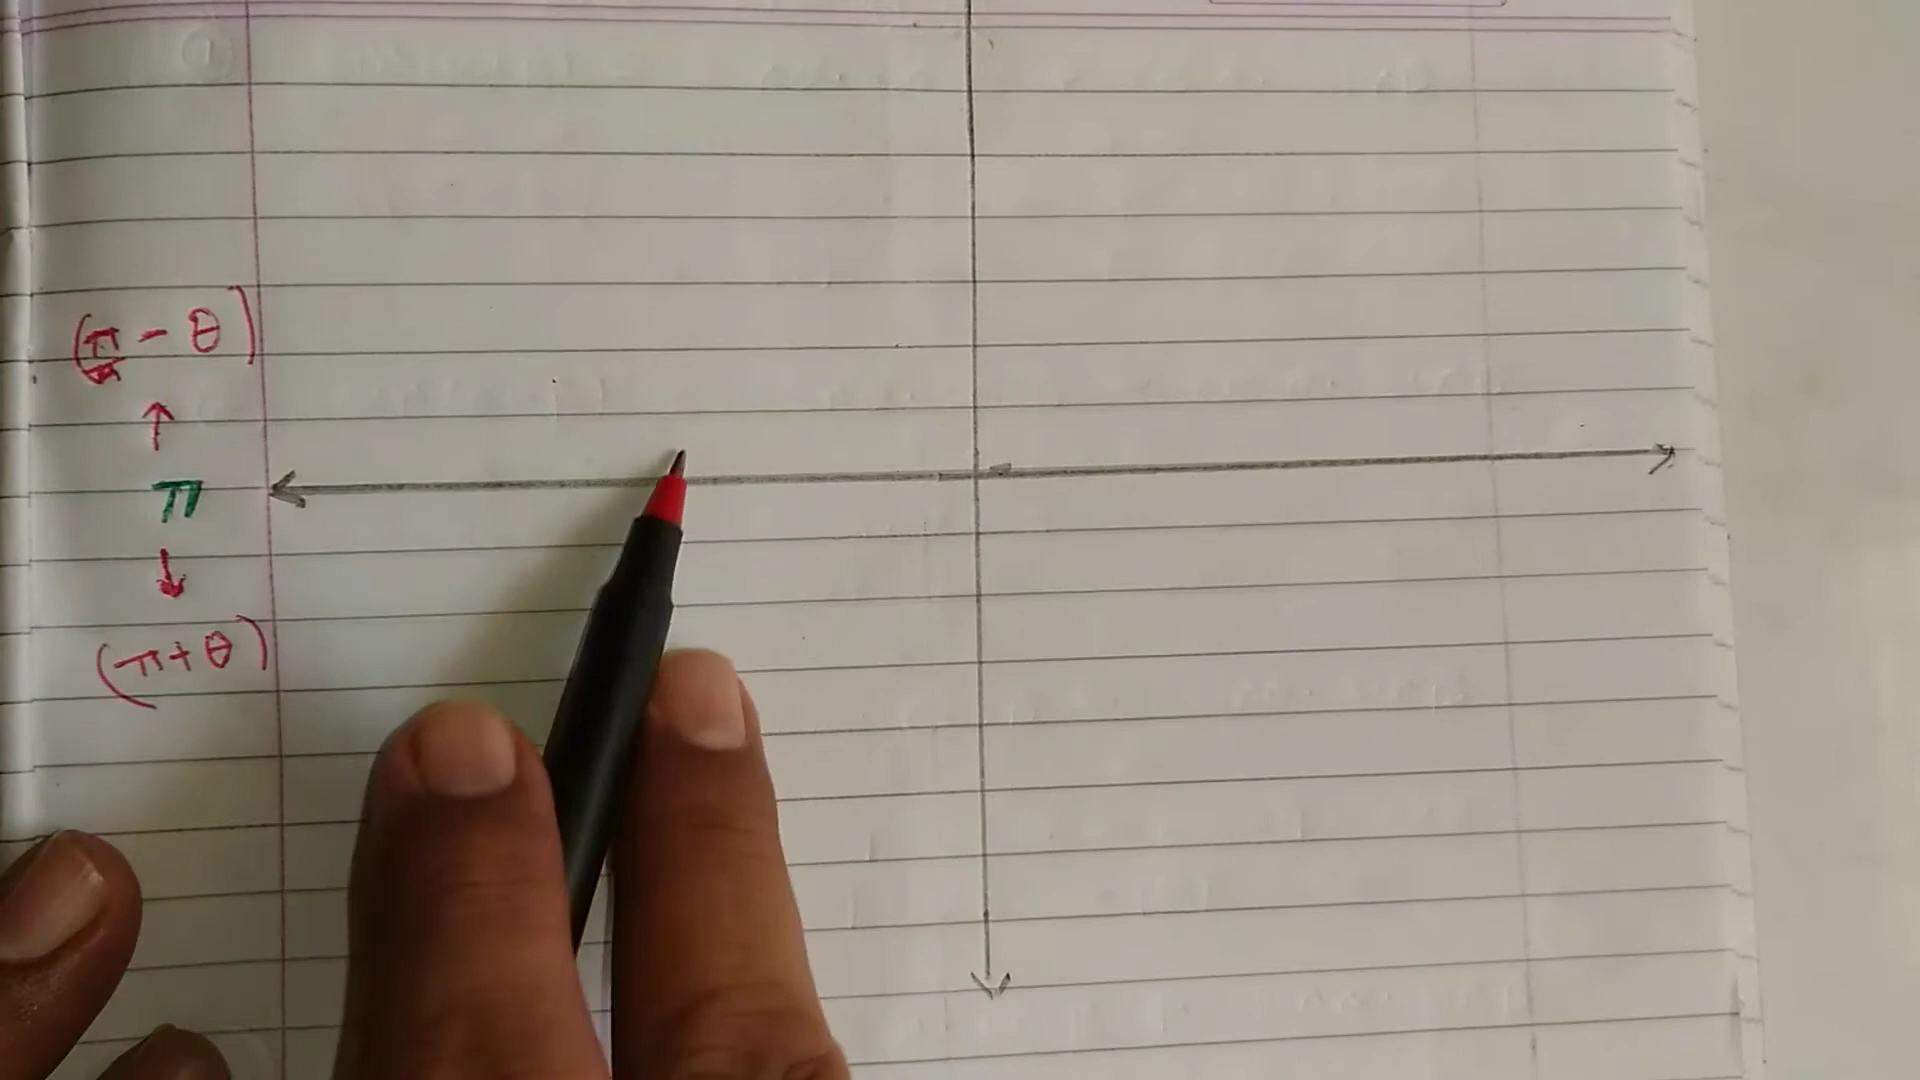 (π - θ)
↑
π
↓
(π + θ)